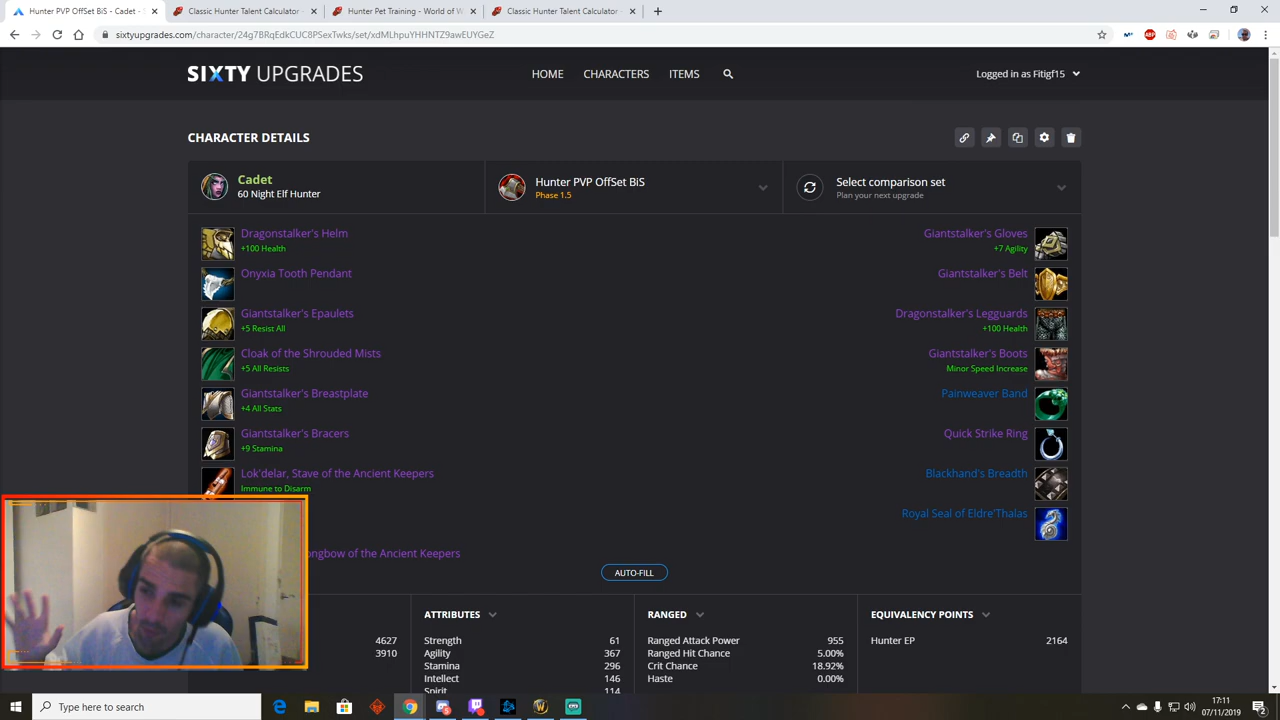 Hunter PVP OffSet BiS - Cadet - S
Classic Hunter Talent Calculator -
Hunter Pet Training - World of W
Classic Hunter Talent Calculator -
sixtyupgrades.com/character/24g7BRqEdkCUC8PSexTwks/set/xdMLhpuYHHNTZ9awEUYGeZ
SIXTY UPGRADES
HOME
CHARACTERS
ITEMS
Logged in as Fitigf15
CHARACTER DETAILS
Cadet
60 Night Elf Hunter
Hunter PVP OffSet BiS
Phase 1.5
Select comparison set
Plan your next upgrade
Dragonstalker's Helm
+100 Health
Onyxia Tooth Pendant
Giantstalker's Epaulets
+5 Resist All
Cloak of the Shrouded Mists
+5 All Resists
Giantstalker's Breastplate
+4 All Stats
Giantstalker's Bracers
+9 Stamina
Lok'delar, Stave of the Ancient Keepers
Immune to Disarm
ongbow of the Ancient Keepers
Giantstalker's Gloves
+7 Agility
Giantstalker's Belt
Dragonstalker's Legguards
+100 Health
Giantstalker's Boots
Minor Speed Increase
Painweaver Band
Quick Strike Ring
Blackhand's Breadth
Royal Seal of Eldre'Thalas
AUTO-FILL
4627
3910
ATTRIBUTES
Strength 61
Agility 367
Stamina 296
Intellect 146
Spirit 114
RANGED
Ranged Attack Power 955
Ranged Hit Chance 5.00%
Crit Chance 18.92%
Haste 0.00%
EQUIVALENCY POINTS
Hunter EP 2164
Type here to search
17:11
07/11/2019
2